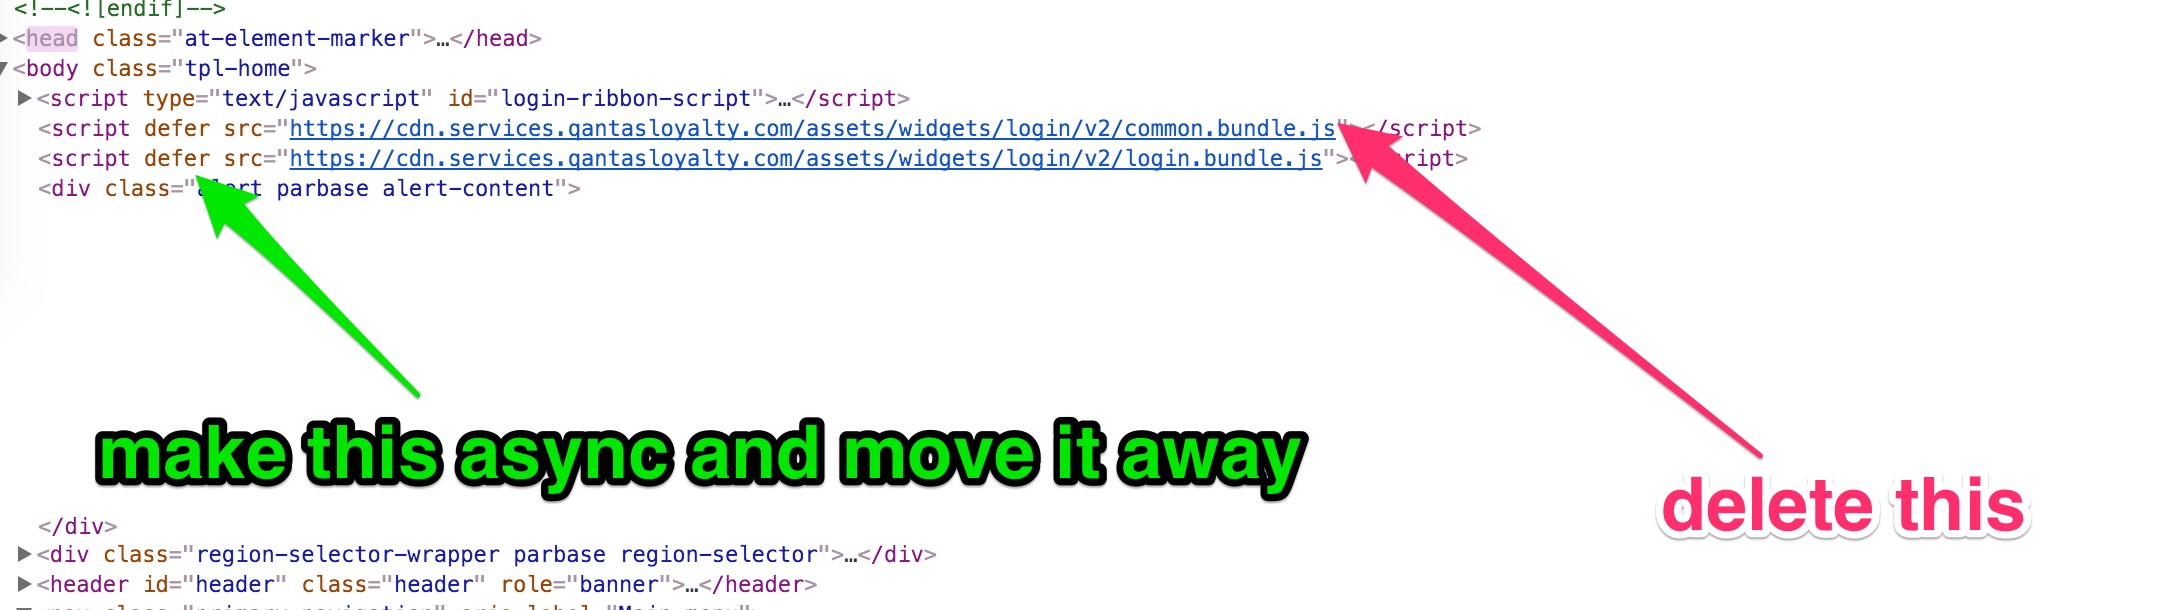 <!--<![endif]-->
<head class="at-element-marker">…</head>
<body class="tpl-home">
<script type="text/javascript" id="login-ribbon-script">…</script>
<script defer src="https://cdn.services.qantasloyalty.com/assets/widgets/login/v2/common.bundle.js"></script>
<script defer src="https://cdn.services.qantasloyalty.com/assets/widgets/login/v2/login.bundle.js"></script>
<div class="alert parbase alert-content">
make this async and move it away
delete this
</div>
<div class="region-selector-wrapper parbase region-selector">…</div>
<header id="header" class="header" role="banner">…</header>